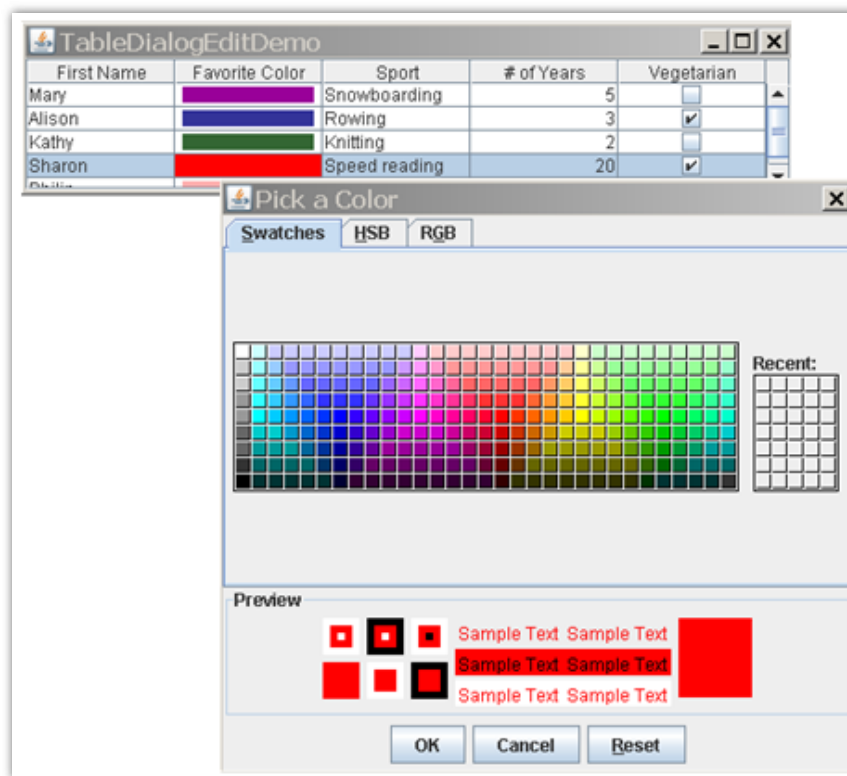 TableDialogEditDemo
First Name Favorite Color Sport # of Years Vegetarian
Mary Snowboarding 5
Alison Rowing 3
Kathy Knitting 2
Sharon Speed reading 20
Pick a Color
Swatches HSB RGB
Recent:
Preview
Sample Text Sample Text
Sample Text Sample Text
Sample Text Sample Text
OK Cancel Reset